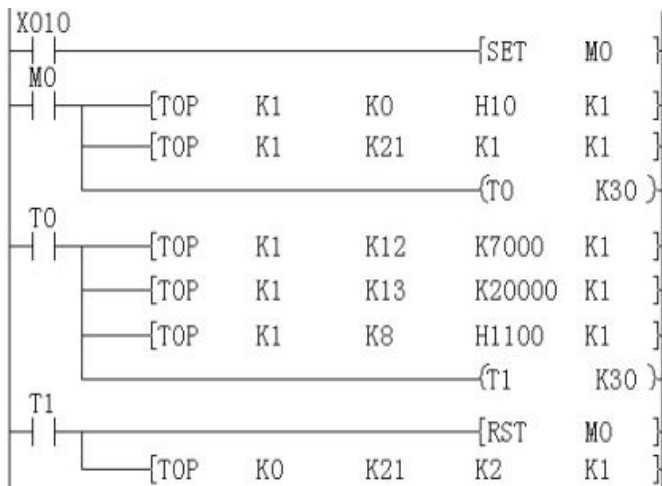 X010
[SET M0 ]
M0
[TOP K1 K0 H10 K1 ]
[TOP K1 K21 K1 K1 ]
(T0 K30 )
T0
[TOP K1 K12 K7000 K1 ]
[TOP K1 K13 K20000 K1 ]
[TOP K1 K8 H1100 K1 ]
(T1 K30 )
T1
[RST M0 ]
[TOP K0 K21 K2 K1 ]